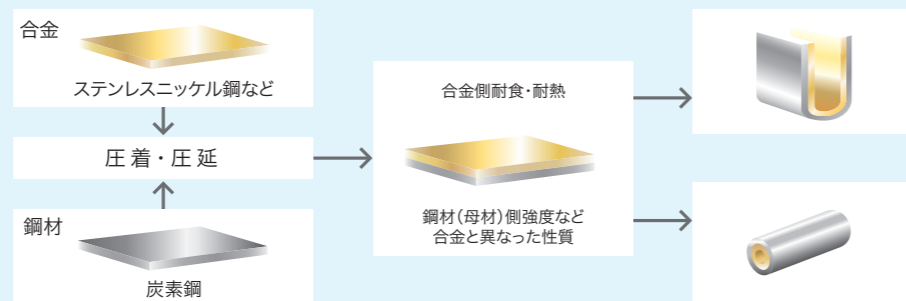 合金
ステンレスニッケル鋼など
圧着・圧延
鋼材
炭素鋼
合金側耐食・耐熱
鋼材（母材）側強度など
合金と異なった性質